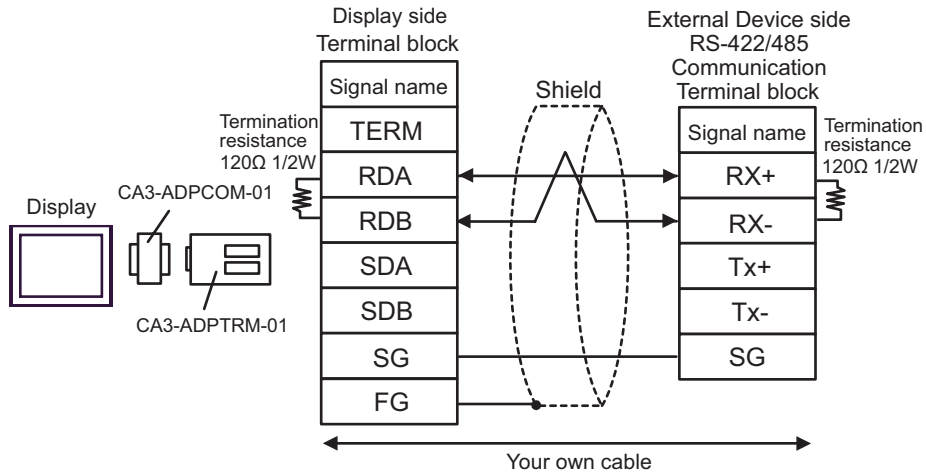 Display side
Terminal block
External Device side
RS-422/485
Communication
Terminal block
Signal name
TERM
RDA
RDB
SDA
SDB
SG
FG
Shield
Signal name
RX+
RX-
Tx+
Tx-
SG
Termination
resistance
120Ω 1/2W
Termination
resistance
120Ω 1/2W
Display
CA3-ADPCOM-01
CA3-ADPTRM-01
Your own cable